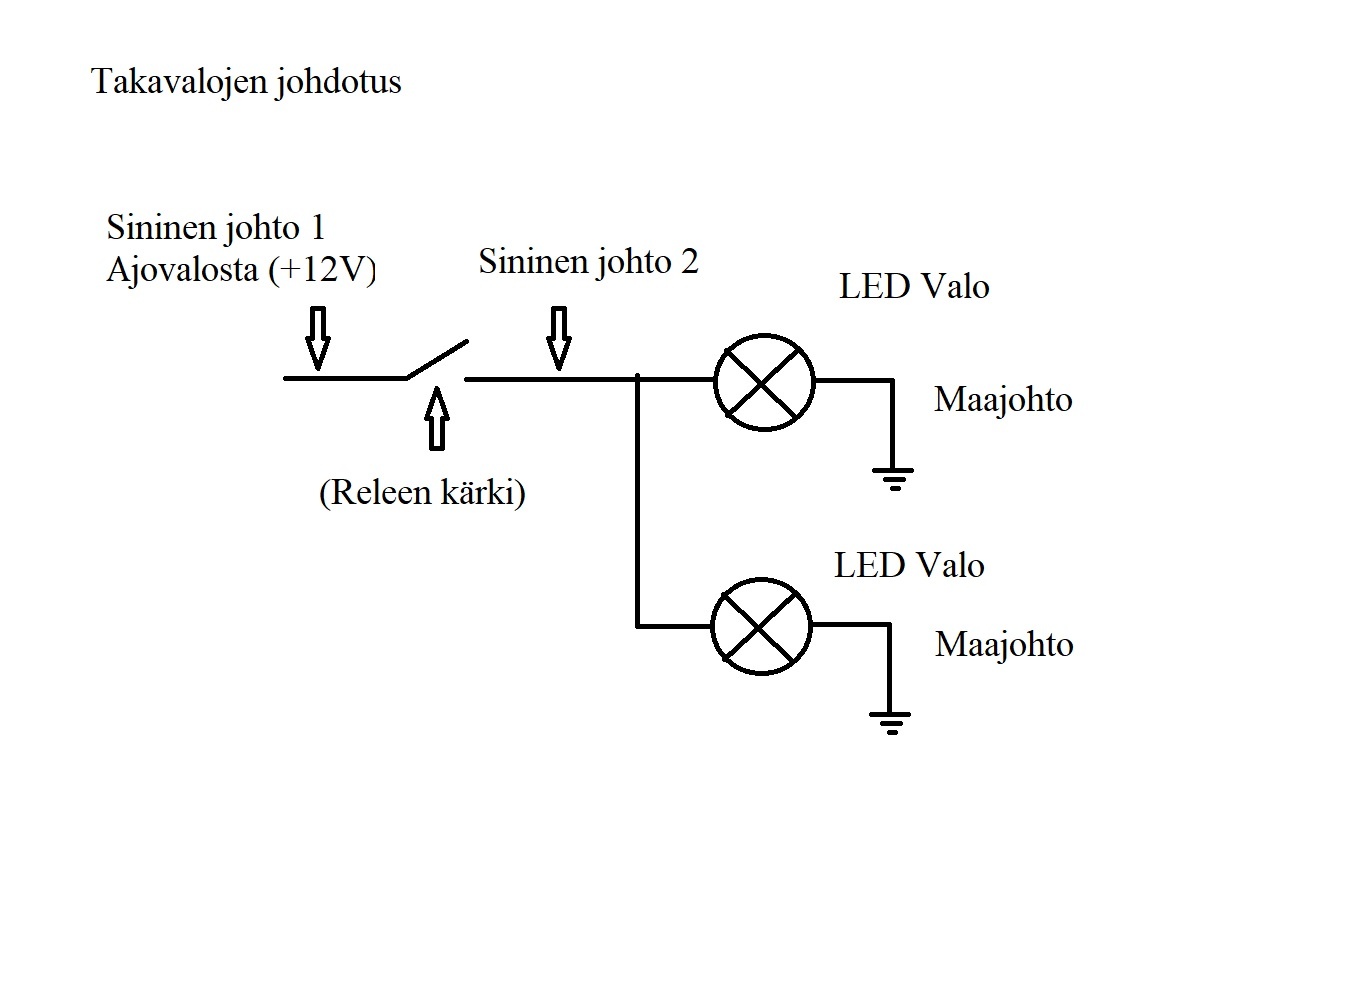 Takavalojen johdotus
Sininen johto 1
Ajovalosta (+12V)
Sininen johto 2
LED Valo
Maajohto
(Releen kärki)
LED Valo
Maajohto